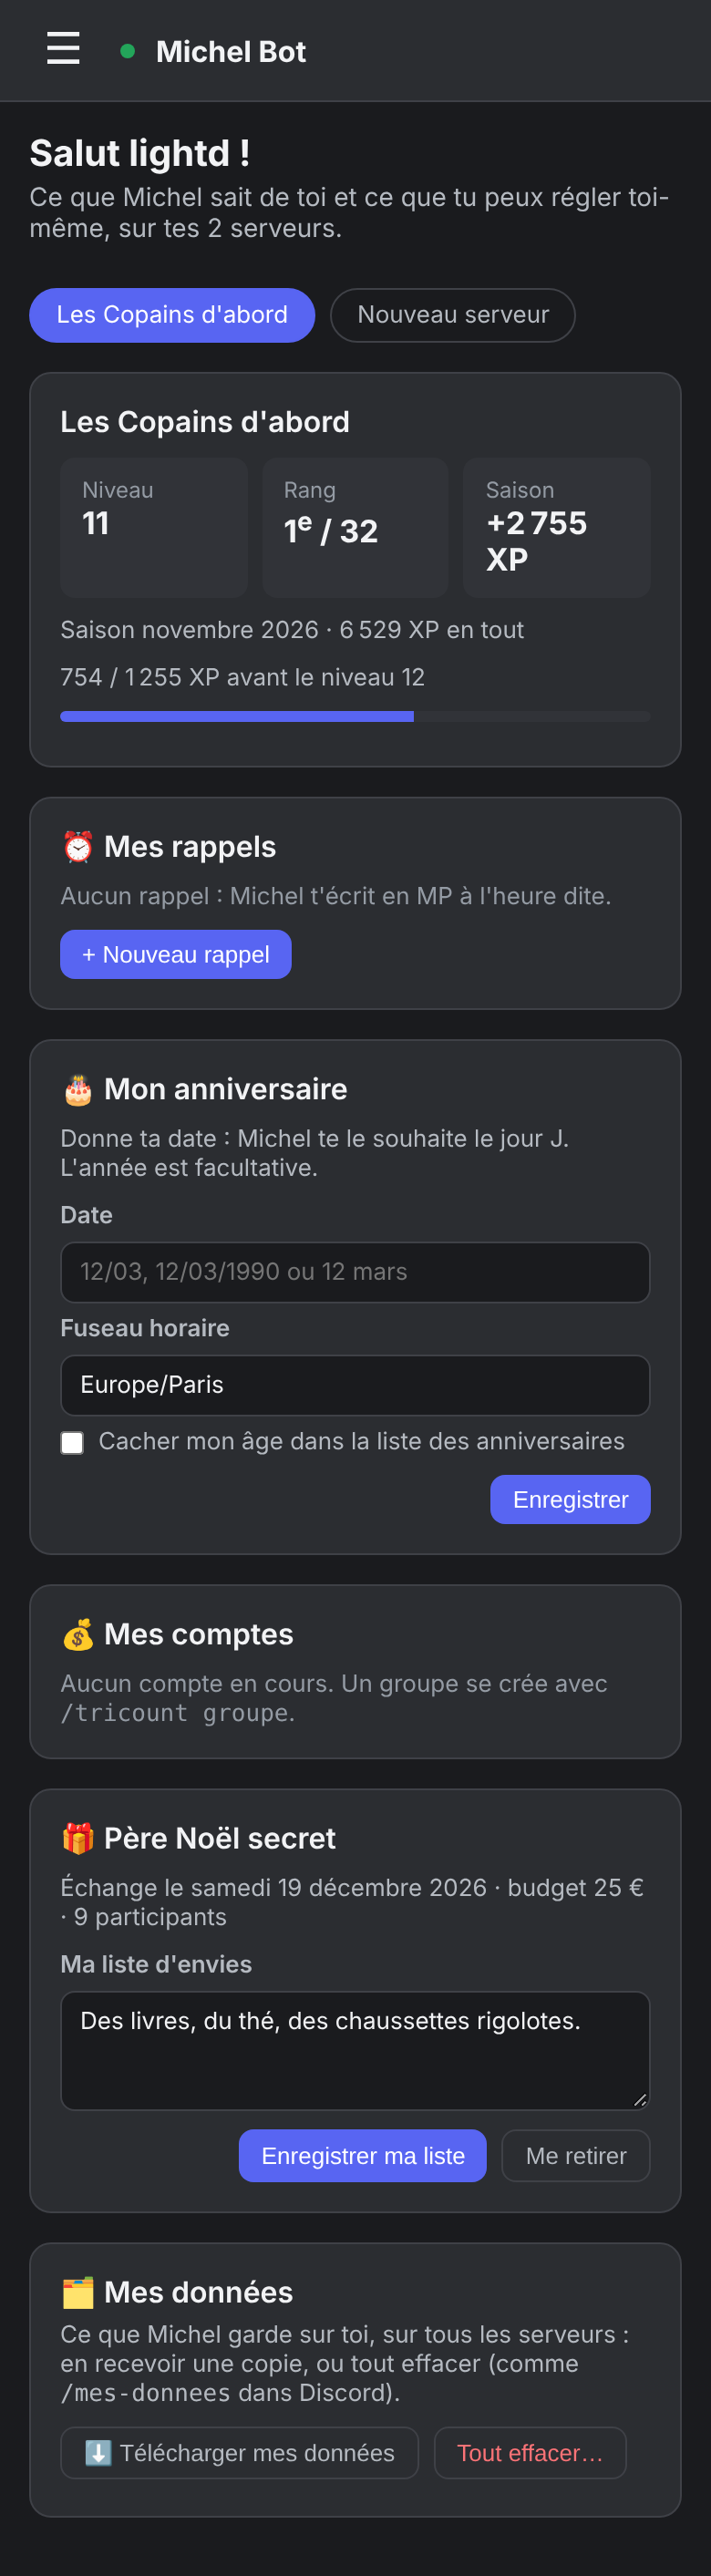 Michel Bot
Salut lightd !
Ce que Michel sait de toi et ce que tu peux régler toi-
même, sur tes 2 serveurs.
Les Copains d'abord
Nouveau serveur
Les Copains d'abord
Niveau
11
Rang
1e / 32
Saison
+2 755
XP
Saison novembre 2026 · 6 529 XP en tout
754 / 1 255 XP avant le niveau 12
⏰ Mes rappels
Aucun rappel : Michel t'écrit en MP à l'heure dite.
+ Nouveau rappel
🎂 Mon anniversaire
Donne ta date : Michel te le souhaite le jour J.
L'année est facultative.
Date
12/03, 12/03/1990 ou 12 mars
Fuseau horaire
Europe/Paris
Cacher mon âge dans la liste des anniversaires
Enregistrer
💰 Mes comptes
Aucun compte en cours. Un groupe se crée avec
/tricount groupe.
🎁 Père Noël secret
Échange le samedi 19 décembre 2026 · budget 25 €
· 9 participants
Ma liste d'envies
Des livres, du thé, des chaussettes rigolotes.
Enregistrer ma liste
Me retirer
🗂️ Mes données
Ce que Michel garde sur toi, sur tous les serveurs :
en recevoir une copie, ou tout effacer (comme
/mes-donnees dans Discord).
⬇️ Télécharger mes données
Tout effacer…